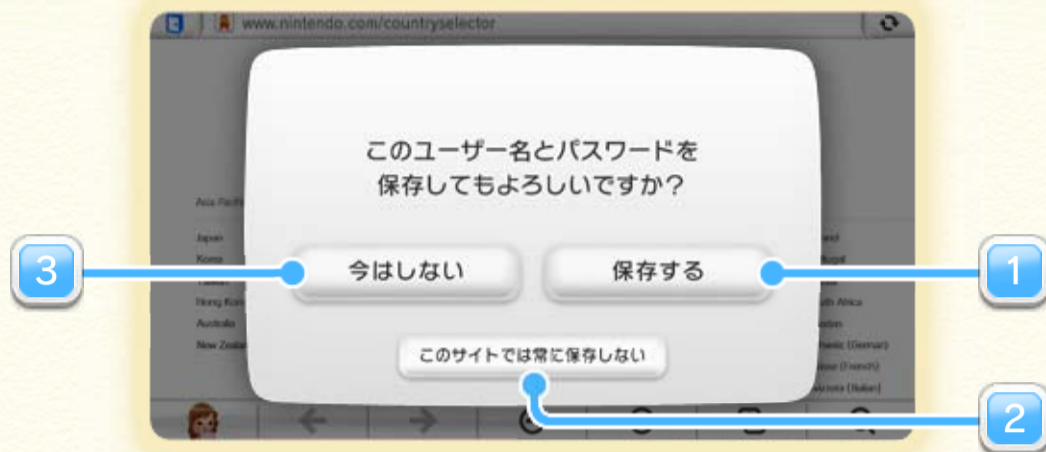 www.nintendo.com/countryselector
このユーザー名とパスワードを
保存してもよろしいですか?
Japan
Korea
Australia
今はしない
保存する
このサイトでは常に保存しない
3
1
2